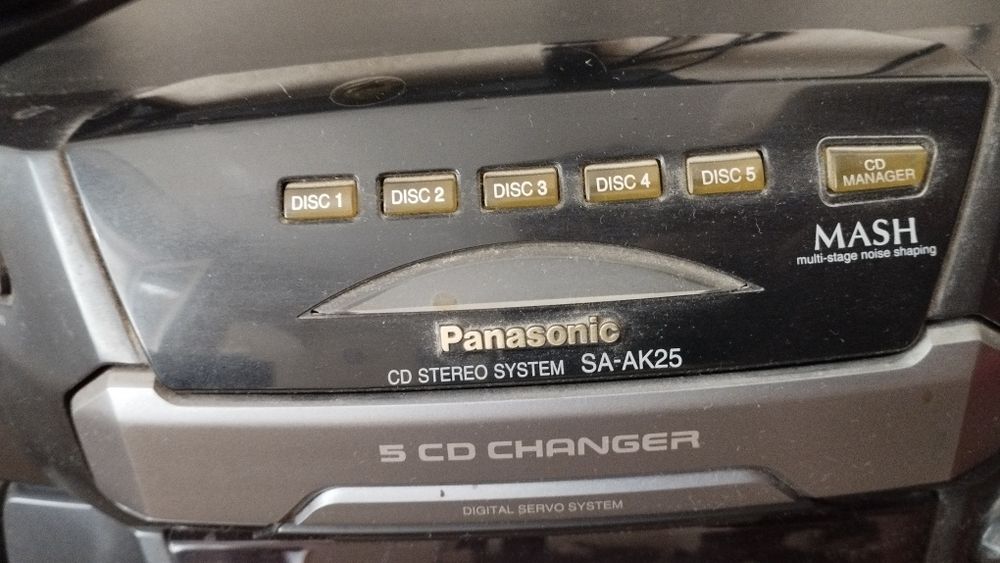 DISC 1 DISC 2 DISC 3 DISC 4 DISC 5
CD
MANAGER
MASH
multi-stage noise shaping
Panasonic
CD STEREO SYSTEM SA-AK25
5 CD CHANGER
DIGITAL SERVO SYSTEM